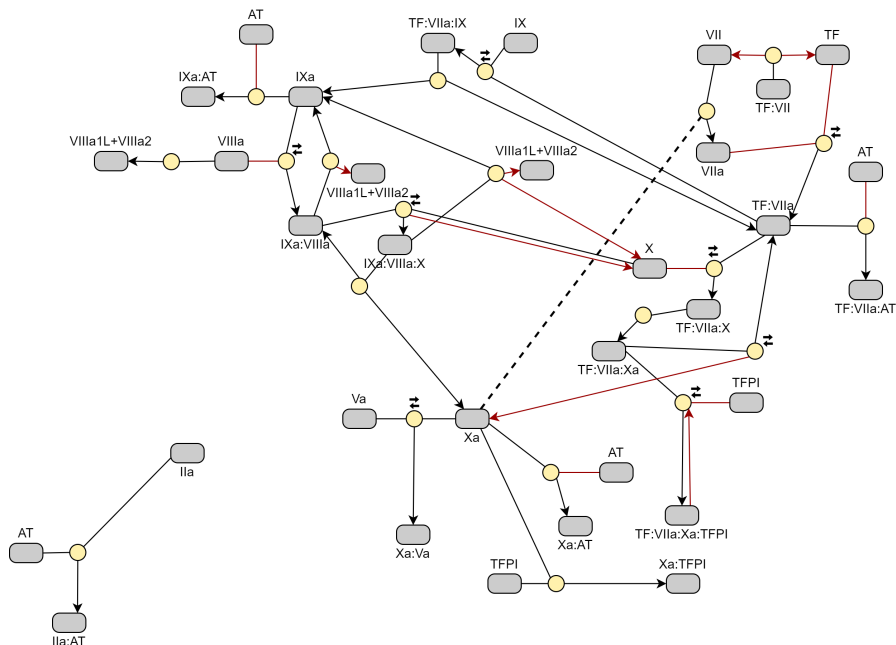 AT
TF:VIIa:IX
IX
VII
TF
IXa:AT
IXa
TF:VII
VIIIa1L+VIIIa2
VIIIa
VIIIa1L+VIIIa2
VIIIa1L+VIIIa2
VIIa
AT
IXa:VIIIa
IXa:VIIIa:X
X
TF:VIIa
TF:VIIa:AT
TF:VIIa:X
TF:VIIa:Xa
Va
Xa
TFPI
IIa
AT
Xa:Va
Xa:AT
TF:VIIa:Xa:TFPI
AT
TFPI
Xa:TFPI
IIa:AT